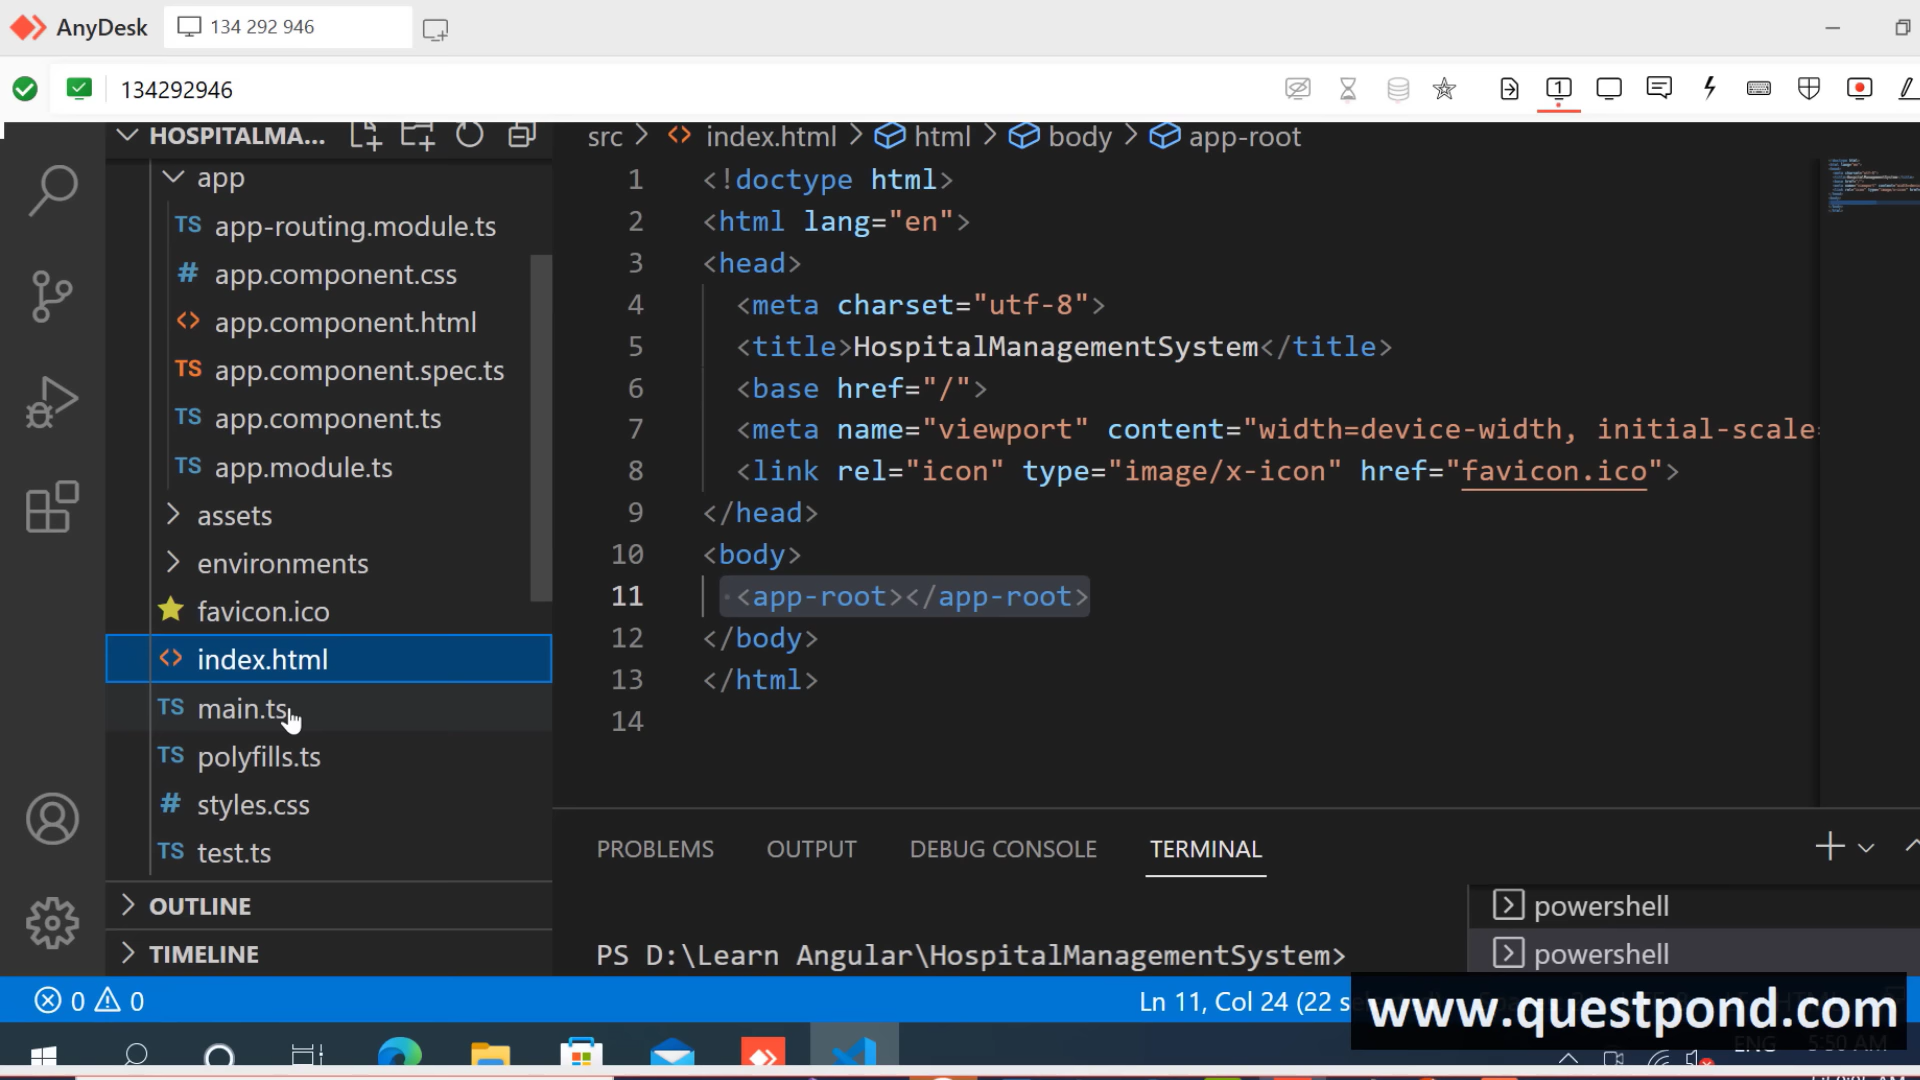 AnyDesk
134 292 946
134292946
HOSPITALMA...
app
app-routing.module.ts
app.component.css
app.component.html
app.component.spec.ts
app.component.ts
app.module.ts
assets
environments
favicon.ico
index.html
main.ts
polyfills.ts
styles.css
test.ts
OUTLINE
TIMELINE
src > index.html > html > body > app-root
1 <!doctype html>
2 <html lang="en">
3 <head>
4 <meta charset="utf-8">
5 <title>HospitalManagementSystem</title>
6 <base href="/">
7 <meta name="viewport" content="width=device-width, initial-scale=
8 <link rel="icon" type="image/x-icon" href="favicon.ico">
9 </head>
10 <body>
11 <app-root></app-root>
12 </body>
13 </html>
14
PROBLEMS OUTPUT DEBUG CONSOLE TERMINAL
PS D:\Learn Angular\HospitalManagementSystem>
powershell
powershell
0 0
Ln 11, Col 24 (22 se
www.questpond.com
ENG 5:50 AM